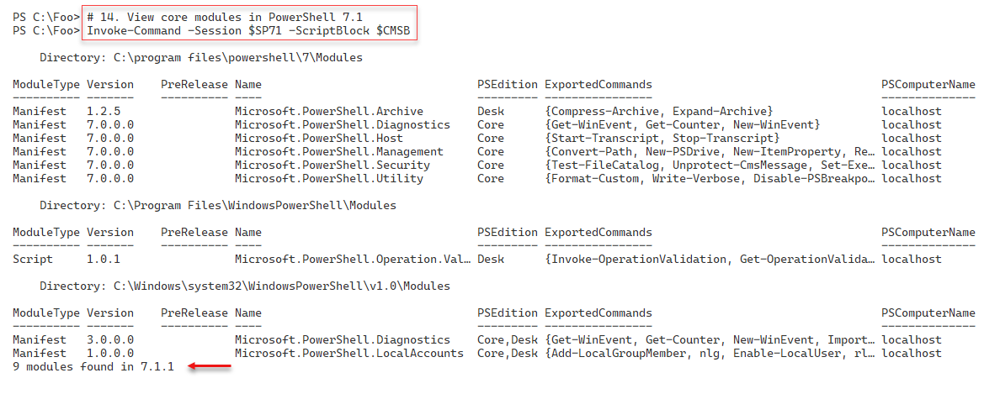 PS C:\Foo> # 14. View core modules in PowerShell 7.1
PS C:\Foo> Invoke-Command -Session $SP71 -ScriptBlock $CMSB
Directory: C:\program files\powershell\7\Modules
ModuleType Version PreRelease Name PSEdition ExportedCommands PSComputerName
---------- ------- ---------- ---- --------- ---------------- --------------
Manifest 1.2.5 Microsoft.PowerShell.Archive Desk {Compress-Archive, Expand-Archive} localhost
Manifest 7.0.0.0 Microsoft.PowerShell.Diagnostics Core {Get-WinEvent, Get-Counter, New-WinEvent} localhost
Manifest 7.0.0.0 Microsoft.PowerShell.Host Core {Start-Transcript, Stop-Transcript} localhost
Manifest 7.0.0.0 Microsoft.PowerShell.Management Core {Convert-Path, New-PSDrive, New-ItemProperty, Re… localhost
Manifest 7.0.0.0 Microsoft.PowerShell.Security Core {Test-FileCatalog, Unprotect-CmsMessage, Set-Exe… localhost
Manifest 7.0.0.0 Microsoft.PowerShell.Utility Core {Format-Custom, Write-Verbose, Disable-PSBreakpo… localhost
Directory: C:\Program Files\WindowsPowerShell\Modules
ModuleType Version PreRelease Name PSEdition ExportedCommands PSComputerName
---------- ------- ---------- ---- --------- ---------------- --------------
Script 1.0.1 Microsoft.PowerShell.Operation.Val… Desk {Invoke-OperationValidation, Get-OperationValida… localhost
Directory: C:\Windows\system32\WindowsPowerShell\v1.0\Modules
ModuleType Version PreRelease Name PSEdition ExportedCommands PSComputerName
---------- ------- ---------- ---- --------- ---------------- --------------
Manifest 3.0.0.0 Microsoft.PowerShell.Diagnostics Core,Desk {Get-WinEvent, Get-Counter, New-WinEvent, Import… localhost
Manifest 1.0.0.0 Microsoft.PowerShell.LocalAccounts Core,Desk {Add-LocalGroupMember, nlg, Enable-LocalUser, rl… localhost
9 modules found in 7.1.1